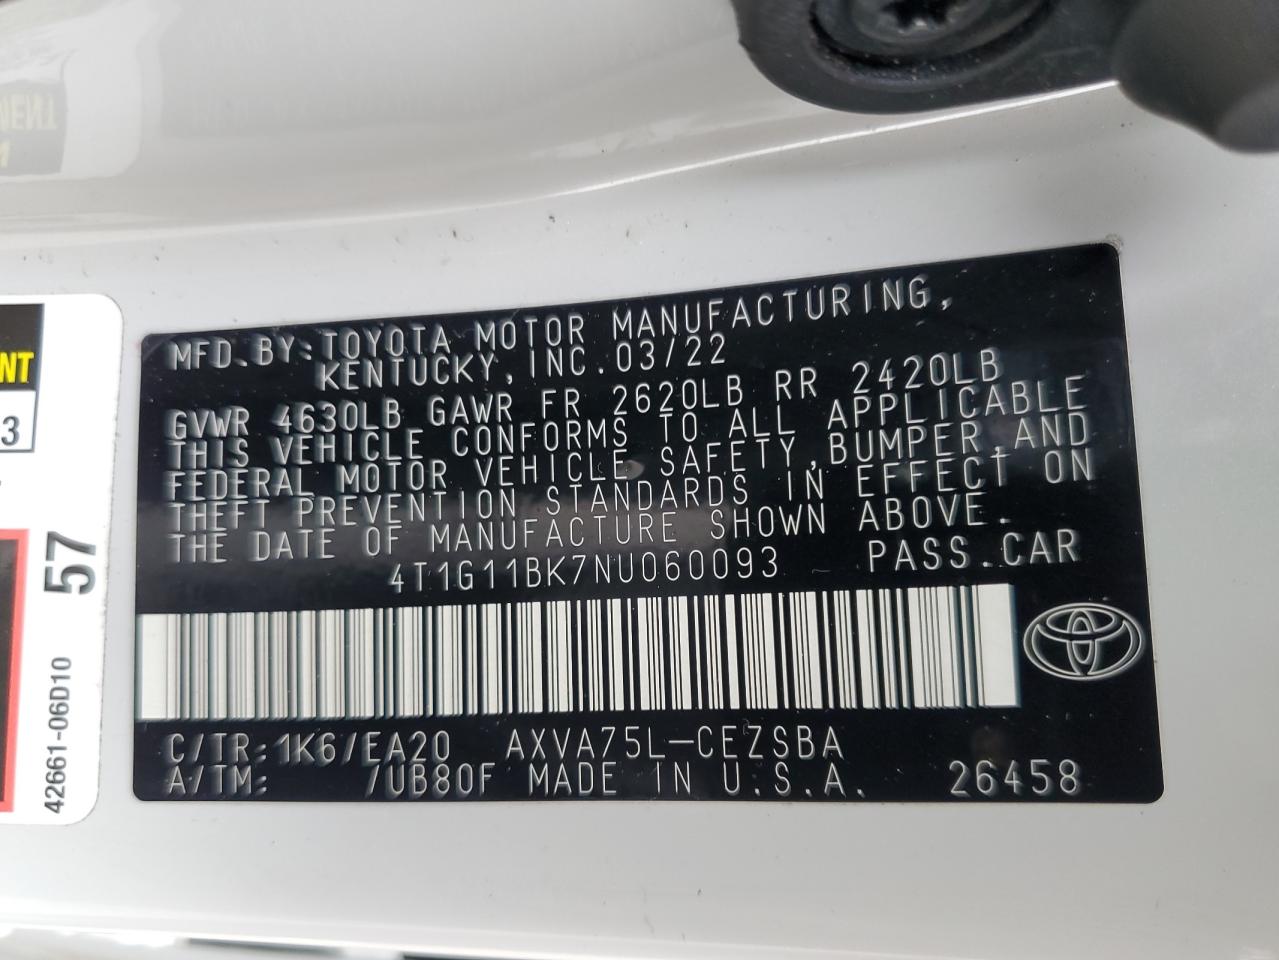 MFD. BY: TOYOTA MOTOR MANUFACTURING,
KENTUCKY, INC. 03/22
GVWR 4630LB GAWR FR 2620LB RR 2420LB
THIS VEHICLE CONFORMS TO ALL APPLICABLE
FEDERAL MOTOR VEHICLE SAFETY, BUMPER, AND
THEFT PREVENTION STANDARDS IN EFFECT ON
THE DATE OF MANUFACTURE SHOWN ABOVE.
4T1G11BK7NU060093 PASS. CAR
C/TR: 1K6/EA20 AXVA75L-CEZSBA
A/TM: /UB80F MADE IN U.S.A. 26458
NT
3
57
42661-06D10